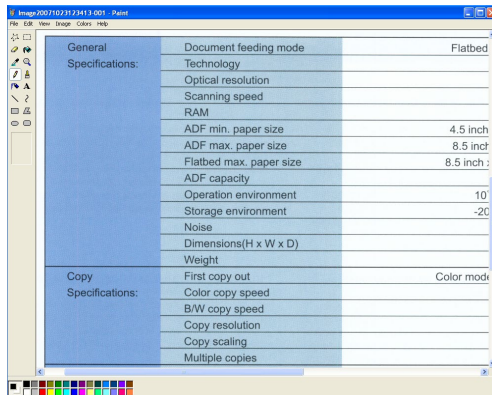 Image20071023123413-001 - Paint
File Edit View Image Colors Help
General Document feeding mode Flatbed
Specifications: Technology
Optical resolution
Scanning speed
RAM
ADF min. paper size 4.5 inch
ADF max. paper size 8.5 inch
Flatbed max. paper size 8.5 inch
ADF capacity
Operation environment 10
Storage environment -20
Noise
Dimensions(H x W x D)
Weight
Copy First copy out Color mode
Specifications: Color copy speed
B/W copy speed
Copy resolution
Copy scaling
Multiple copies